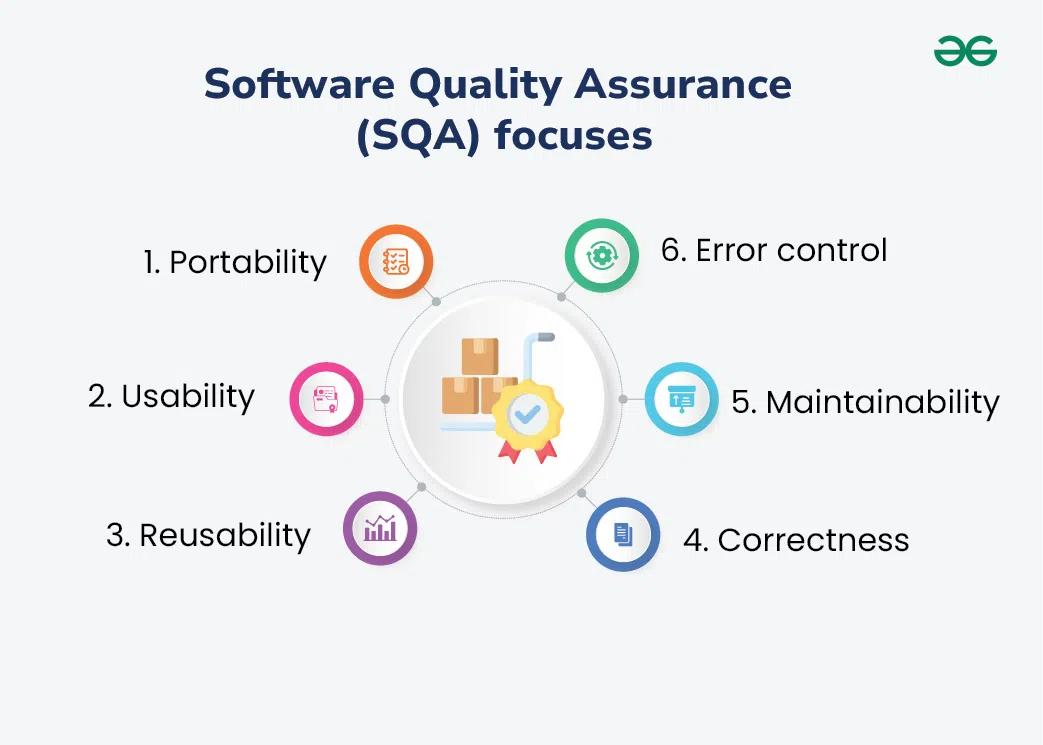 Software Quality Assurance
(SQA) focuses
1. Portability
2. Usability
3. Reusability
4. Correctness
5. Maintainability
6. Error control